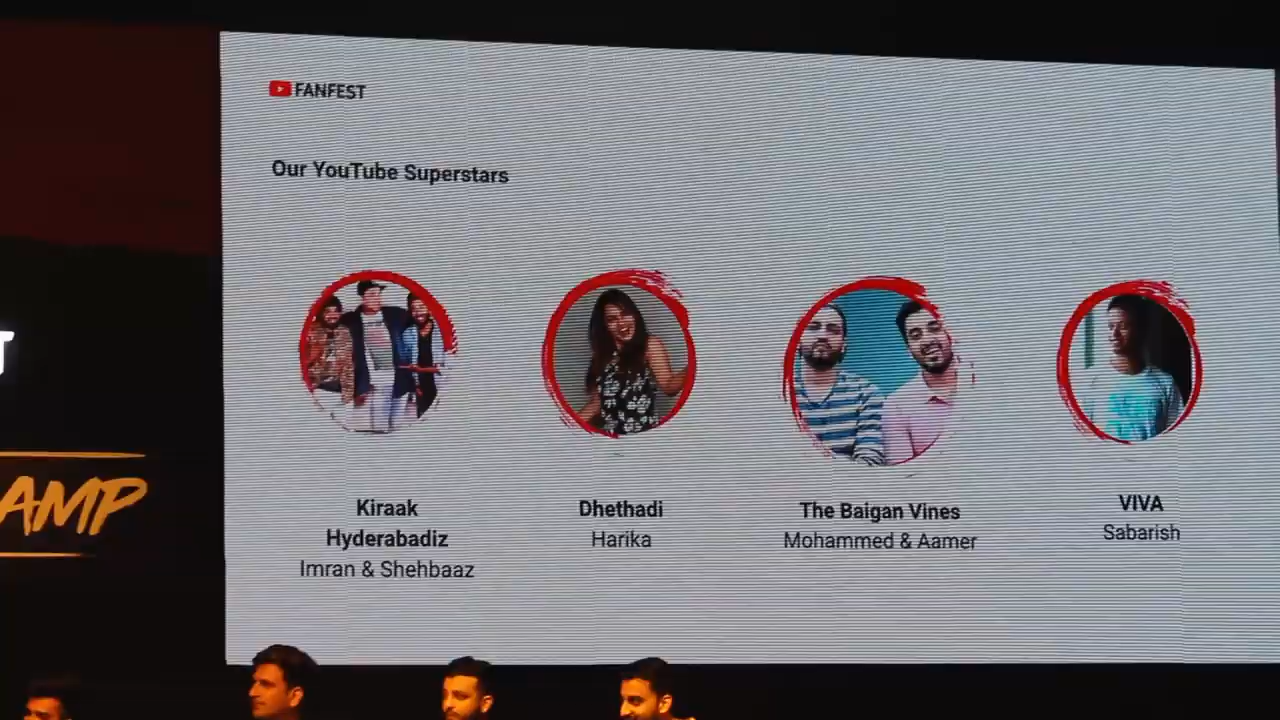 FANFEST
Our YouTube Superstars
Kiraak
Hyderabadiz
Imran & Shehbaaz
Dhethadi
Harika
The Baigan Vines
Mohammed & Aamer
VIVA
Sabarish
AMP